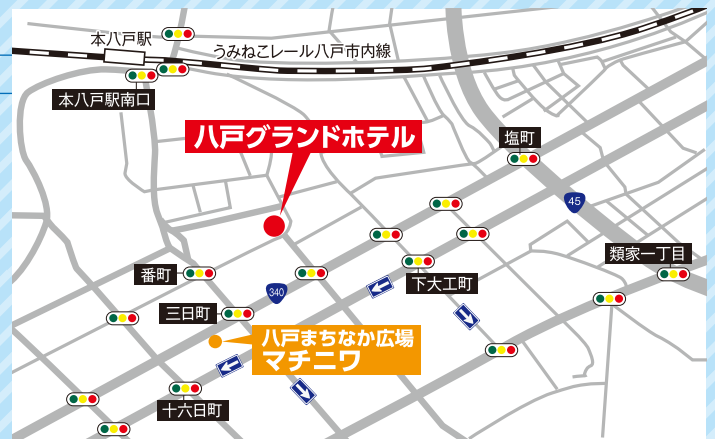 本八戸駅
うみねこレール八戸市内線
本八戸駅南口
八戸グランドホテル
塩町
45
類家一丁目
番町
下大工町
340
三日町
八戸まちなか広場
マチニワ
十六日町